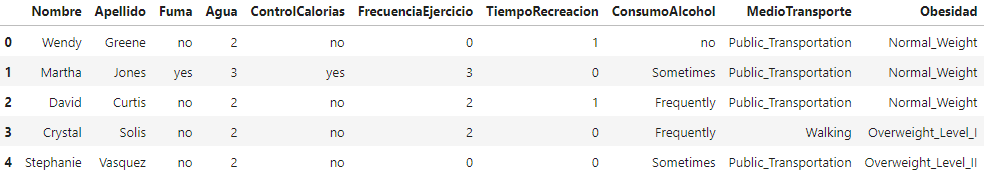 Nombre Apellido Fuma Agua ControlCalorias FrecuenciaEjercicio TiempoRecreacion ConsumoAlcohol MedioTransporte Obesidad
0 Wendy Greene no 2 no 0 1 no Public_Transportation Normal_Weight
1 Martha Jones yes 3 yes 3 0 Sometimes Public_Transportation Normal_Weight
2 David Curtis no 2 no 2 1 Frequently Public_Transportation Normal_Weight
3 Crystal Solis no 2 no 2 0 Frequently Walking Overweight_Level_I
4 Stephanie Vasquez no 2 no 0 0 Sometimes Public_Transportation Overweight_Level_II